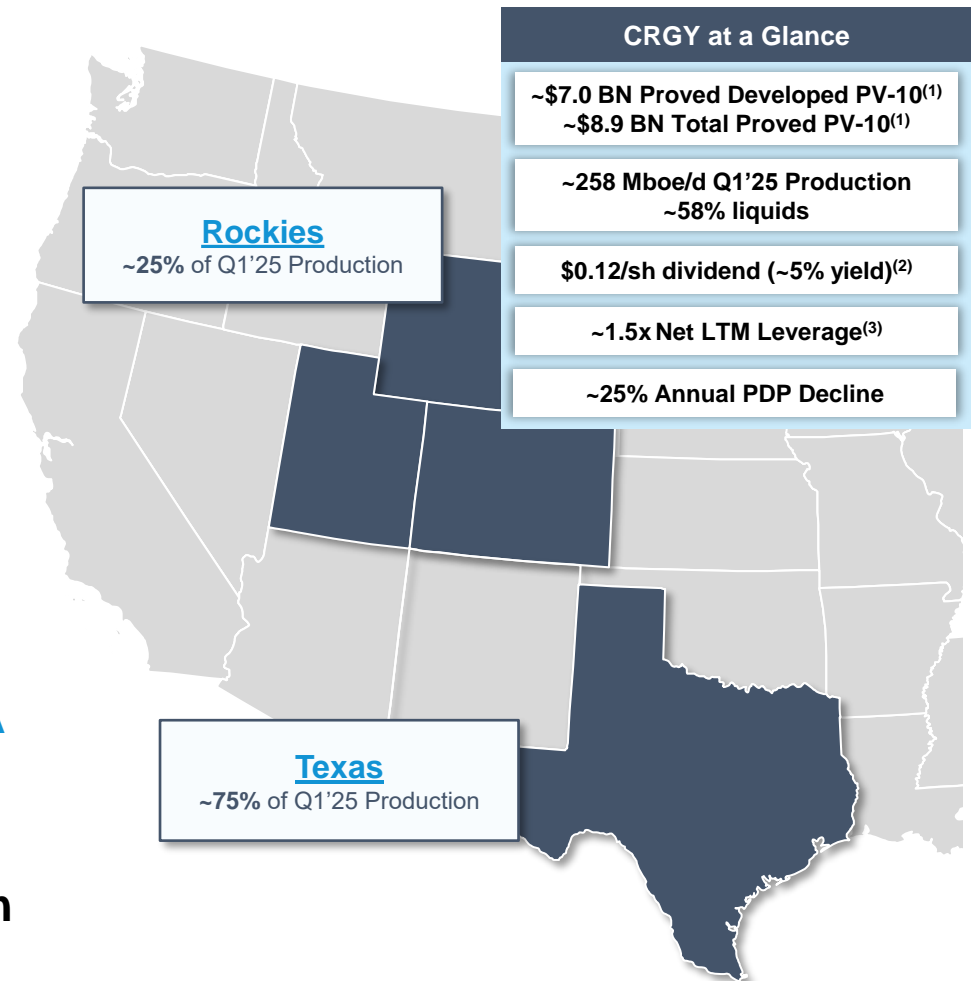 CRGY at a Glance
~$7.0 BN Proved Developed PV-10(1)
~$8.9 BN Total Proved PV-10(1)
~258 Mboe/d Q1’25 Production
~58% liquids
$0.12/sh dividend (~5% yield)(2)
~1.5x Net LTM Leverage(3)
~25% Annual PDP Decline
Rockies
~25% of Q1’25 Production
Texas
~75% of Q1’25 Production